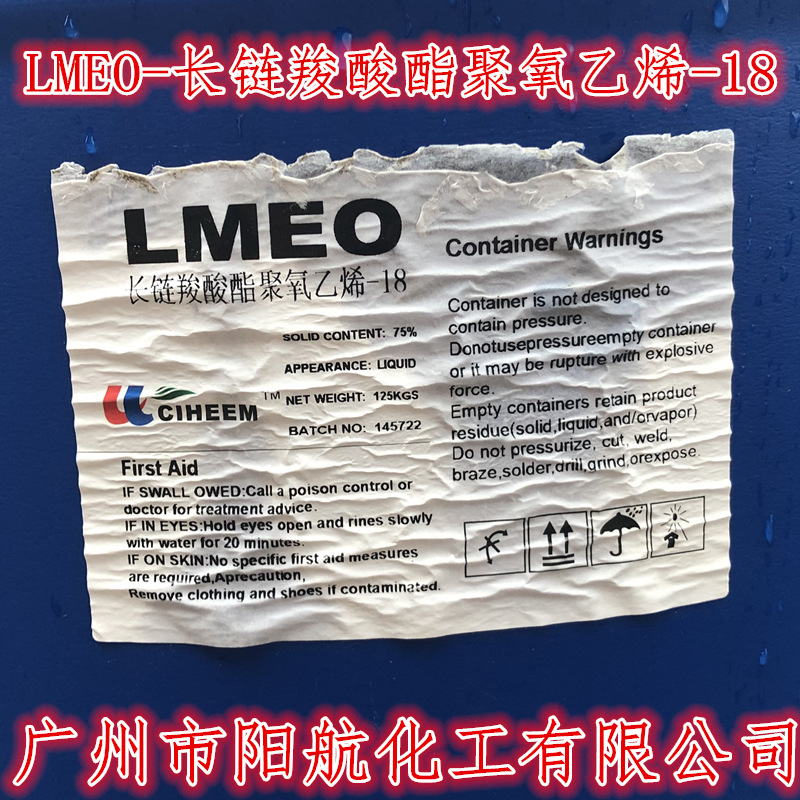 LMEO-长链羧酸酯聚氧乙烯-18
LMEO
长链羧酸酯聚氧乙烯-18
SOLID CONTENT: 75%
APPEARANCE: LIQUID
CIHEEM ™
NET WEIGHT: 125KGS
BATCH NO: 145722
First Aid
IF SWALL OWED:Call a poison control or
doctor for treatment advice.
IF IN EYES:Hold eyes open and rines slowly
with water for 20 minutes.
IF ON SKIN:No specific first aid measures
are required,Aprecaution,
Remove clothing and shoes if contaminated.
Container Warnings
Container is not designed to
contain pressure.
Donotusepressureempty container
or it may be rupture with explosive
force.
Empty containers retain product
residue(solid,liquid,and/orvapor)
Do not pressurize, cut, weld,
braze,solder,drill,grind,orexpose.
广州市阳航化工有限公司